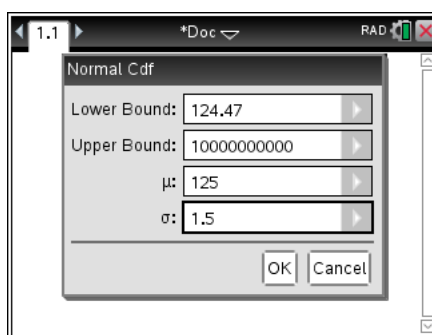 1.1 *Doc RAD
Normal Cdf
Lower Bound: 124.47
Upper Bound: 10000000000
μ: 125
σ: 1.5
OK Cancel